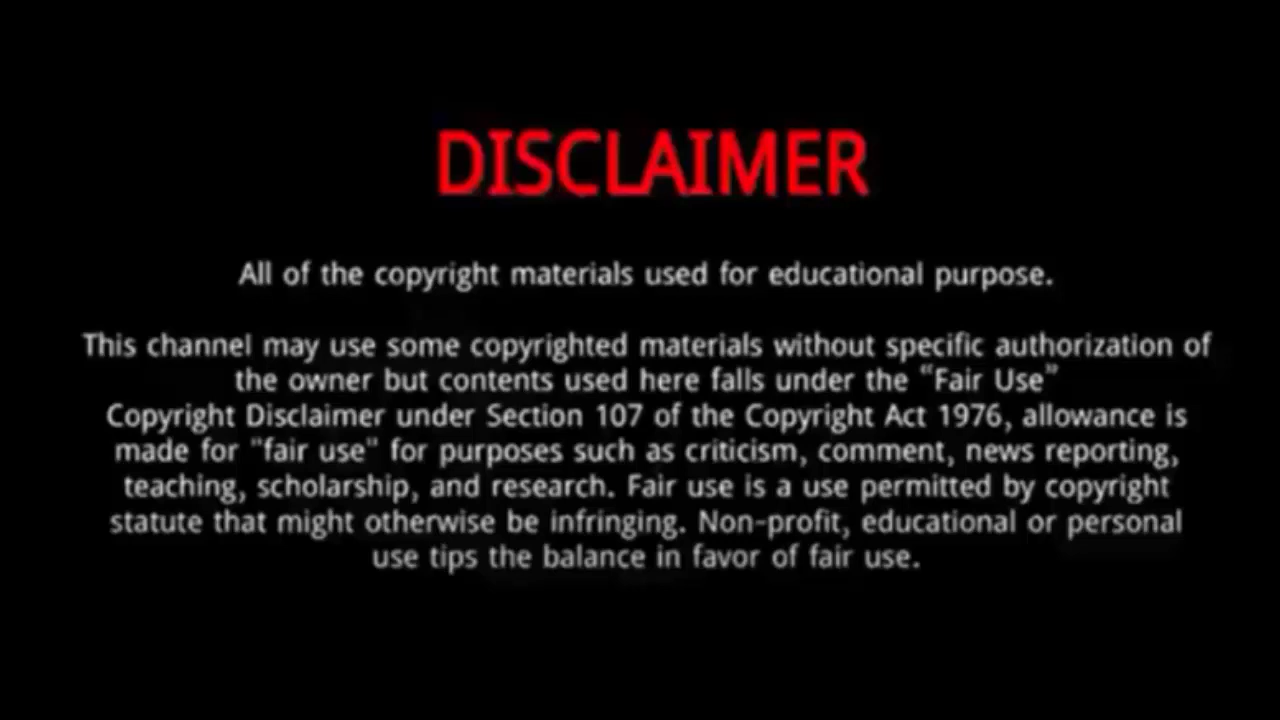 DISCLAIMER
All of the copyright materials used for educational purpose.
This channel may use some copyrighted materials without specific authorization of
the owner but contents used here falls under the “Fair Use”
Copyright Disclaimer under Section 107 of the Copyright Act 1976, allowance is
made for "fair use" for purposes such as criticism, comment, news reporting,
teaching, scholarship, and research. Fair use is a use permitted by copyright
statute that might otherwise be infringing. Non-profit, educational or personal
use tips the balance in favor of fair use.